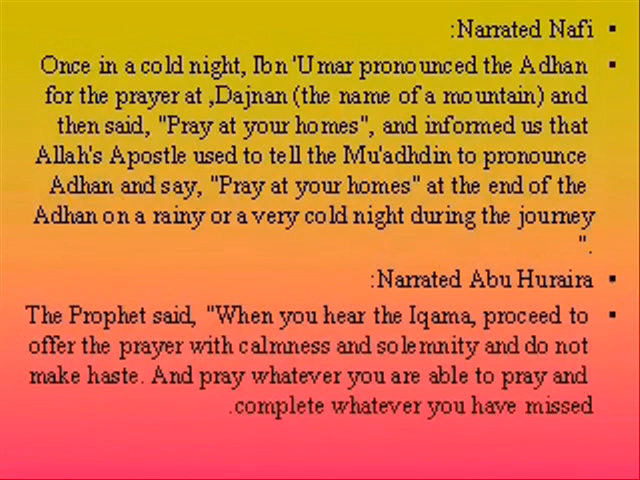 :Narrated Nafi
Once in a cold night, Ibn 'Umar pronounced the Adhan
for the prayer at ,Dajnan (the name of a mountain) and
then said, "Pray at your homes", and informed us that
Allah's Apostle used to tell the Mu'adhdin to pronounce
Adhan and say, "Pray at your homes" at the end of the
Adhan on a rainy or a very cold night during the journey
".
:Narrated Abu Huraira
The Prophet said, "When you hear the Iqama, proceed to
offer the prayer with calmness and solemnity and do not
make haste. And pray whatever you are able to pray and
.complete whatever you have missed